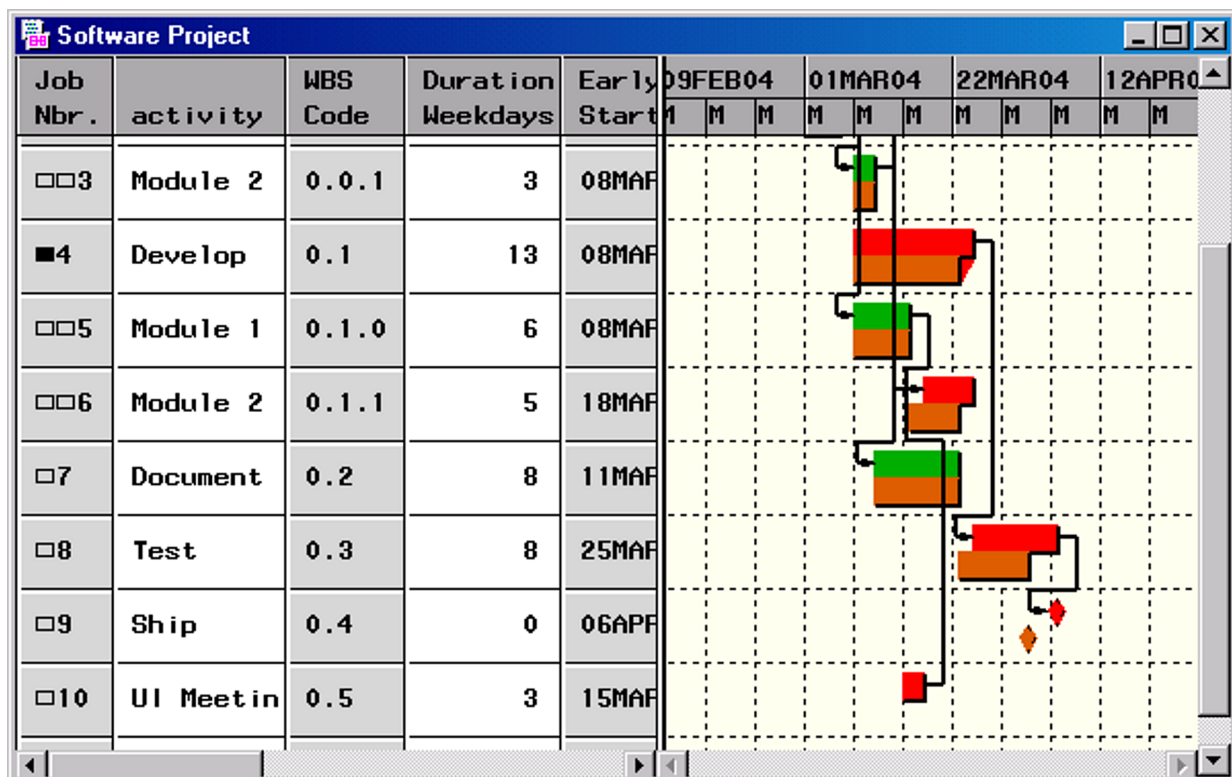 Software Project
Job activity WBS Duration Early 09FEB04 01MAR04 22MAR04 12APR0
Nbr. Code Weekdays Start M M M M M M M M M M M
3 Module 2 0.0.1 3 08MAR
4 Develop 0.1 13 08MAR
5 Module 1 0.1.0 6 08MAR
6 Module 2 0.1.1 5 18MAR
7 Document 0.2 8 11MAR
8 Test 0.3 8 25MAR
9 Ship 0.4 0 06APR
10 UI Meetin 0.5 3 15MAR